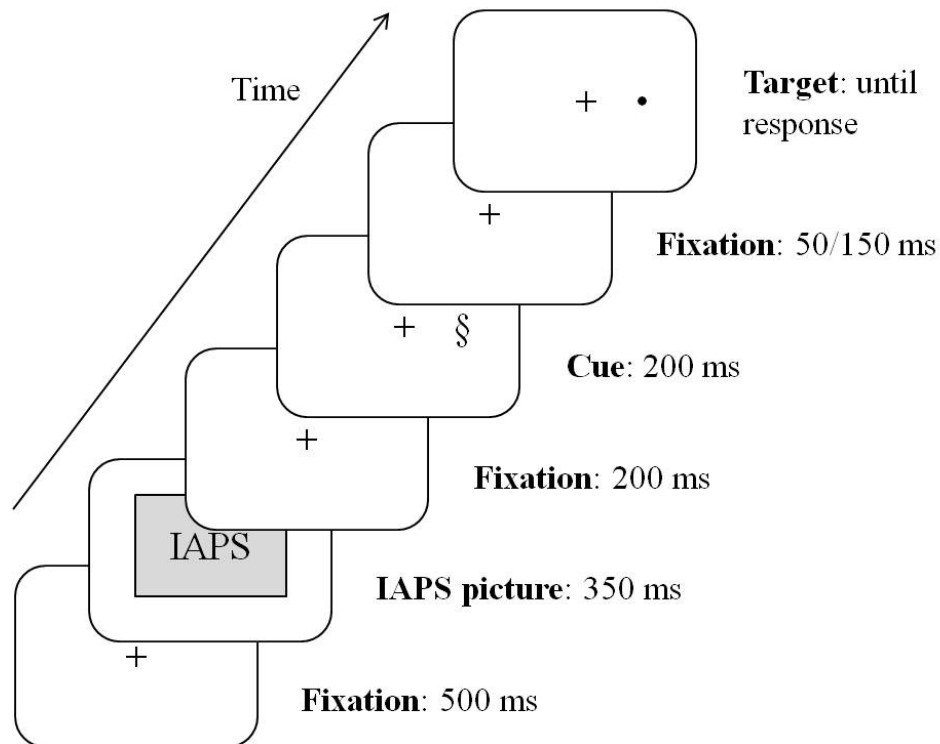 Time
Target: until
response
+ •
+
Fixation: 50/150 ms
+ §
Cue: 200 ms
+
Fixation: 200 ms
IAPS
IAPS picture: 350 ms
+
Fixation: 500 ms